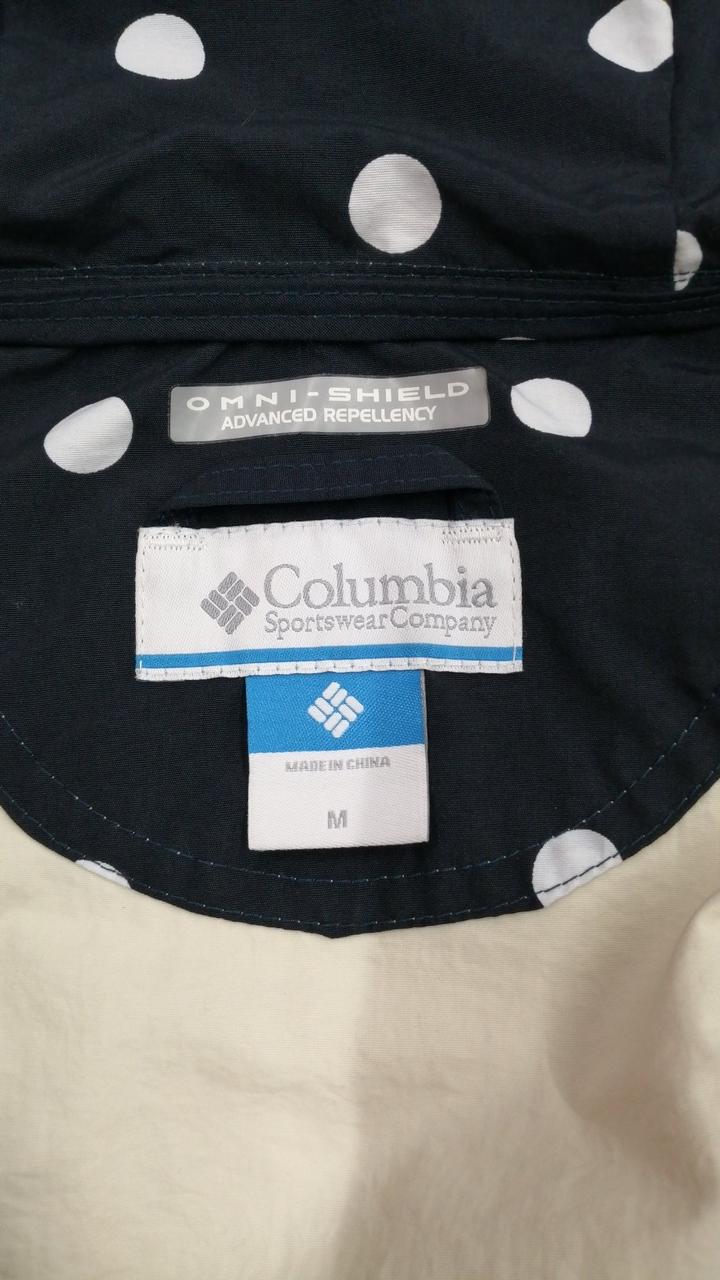 OMNI-SHIELD
ADVANCED REPELLENCY
Columbia
Sportswear Company
MADE IN CHINA
M